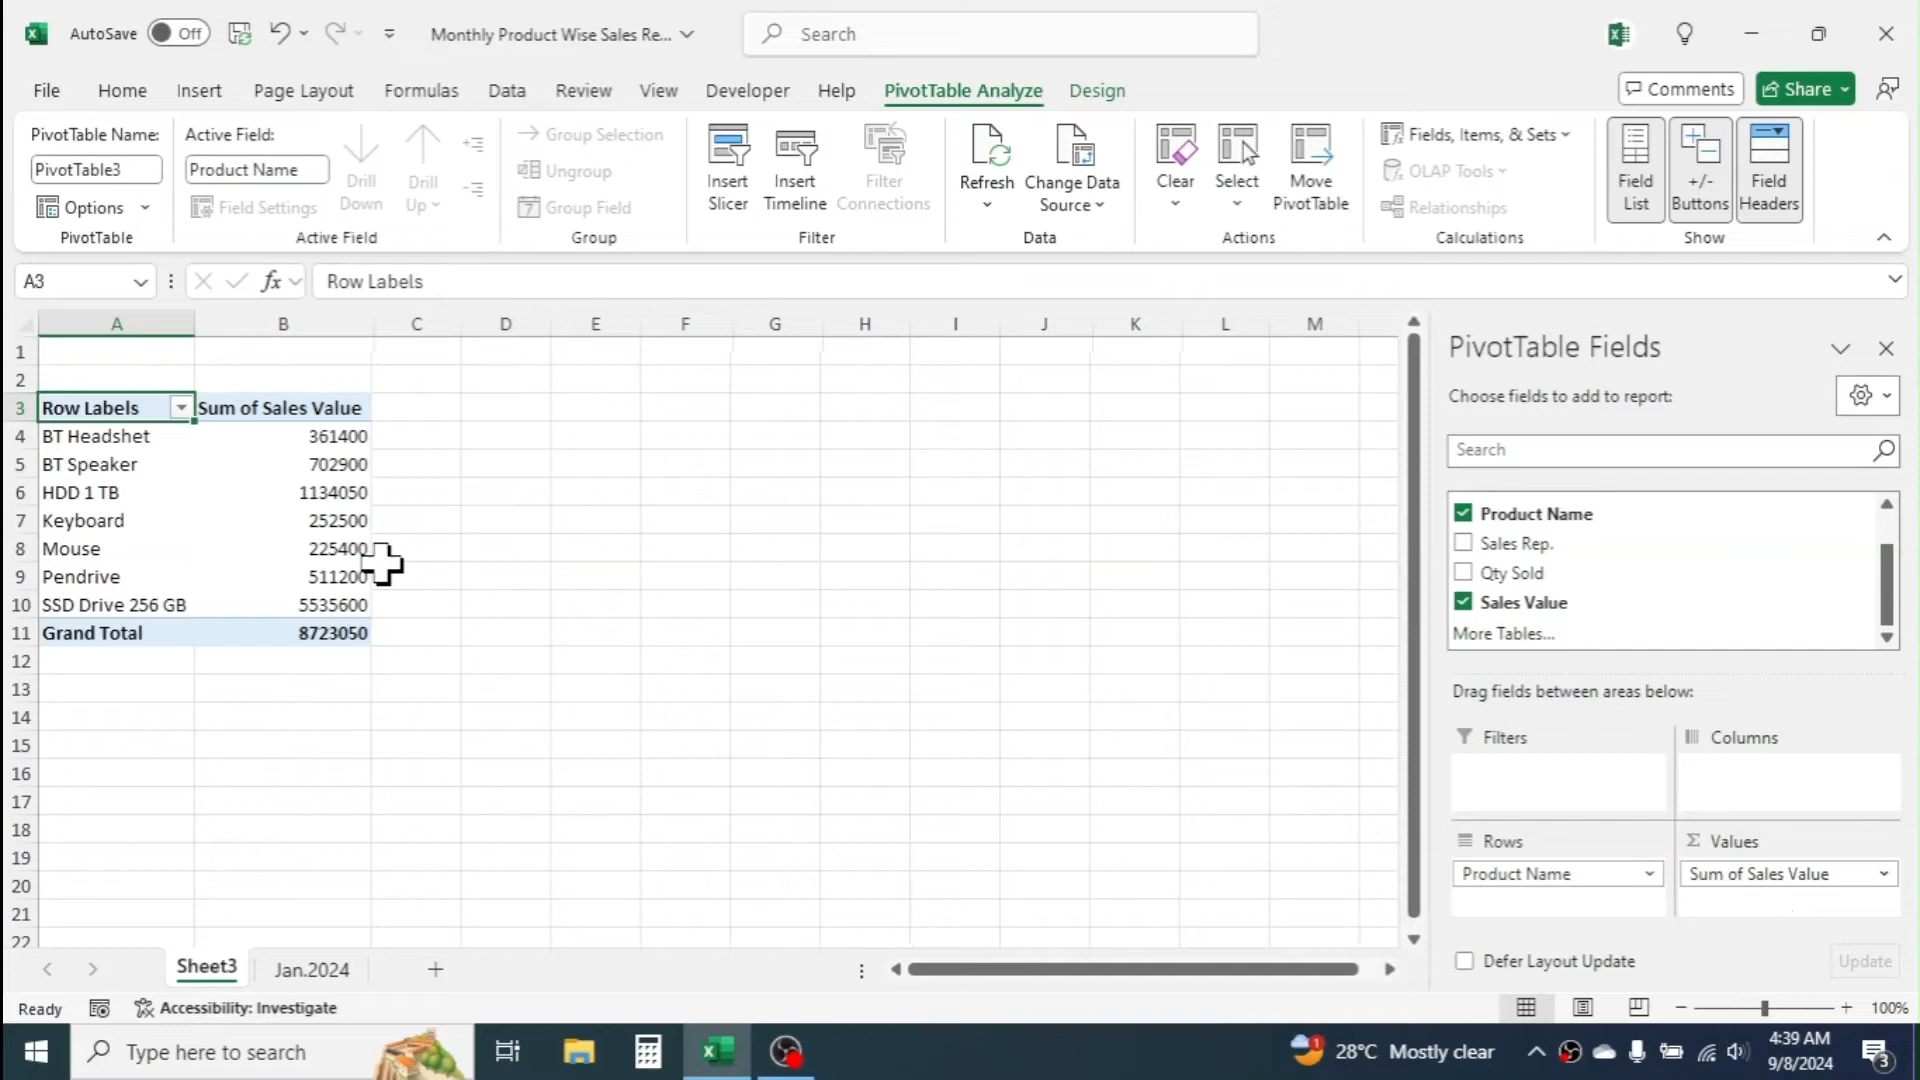 AutoSave Off Monthly Product Wise Sales Re... Search
File Home Insert Page Layout Formulas Data Review View Developer Help PivotTable Analyze Design Comments Share
PivotTable Name: Active Field:
PivotTable3 Product Name
Options Field Settings
Drill Down
Drill Up
Group Selection
Ungroup
7 Group Field
Insert Slicer
Insert Timeline
Filter Connections
Refresh
Change Data Source
Clear
Select
Move PivotTable
Fields, Items, & Sets
OLAP Tools
Relationships
Field List
+/- Buttons
Field Headers
PivotTable Active Field Group Filter Data Actions Calculations Show
A3 fx Row Labels
A B C D E F G H I J K L M
1
2
3 Row Labels Sum of Sales Value
4 BT Headshet 361400
5 BT Speaker 702900
6 HDD 1 TB 1134050
7 Keyboard 252500
8 Mouse 225400
9 Pendrive 511200
10 SSD Drive 256 GB 5535600
11 Grand Total 8723050
12
13
14
15
16
17
18
19
20
21
22
PivotTable Fields
Choose fields to add to report:
Search
Product Name
Sales Rep.
Qty Sold
Sales Value
More Tables...
Drag fields between areas below:
Filters Columns
Rows Σ Values
Product Name Sum of Sales Value
Defer Layout Update Update
Sheet3 Jan.2024
Ready Accessibility: Investigate 100%
Type here to search 1 28°C Mostly clear 4:39 AM
9/8/2024 3